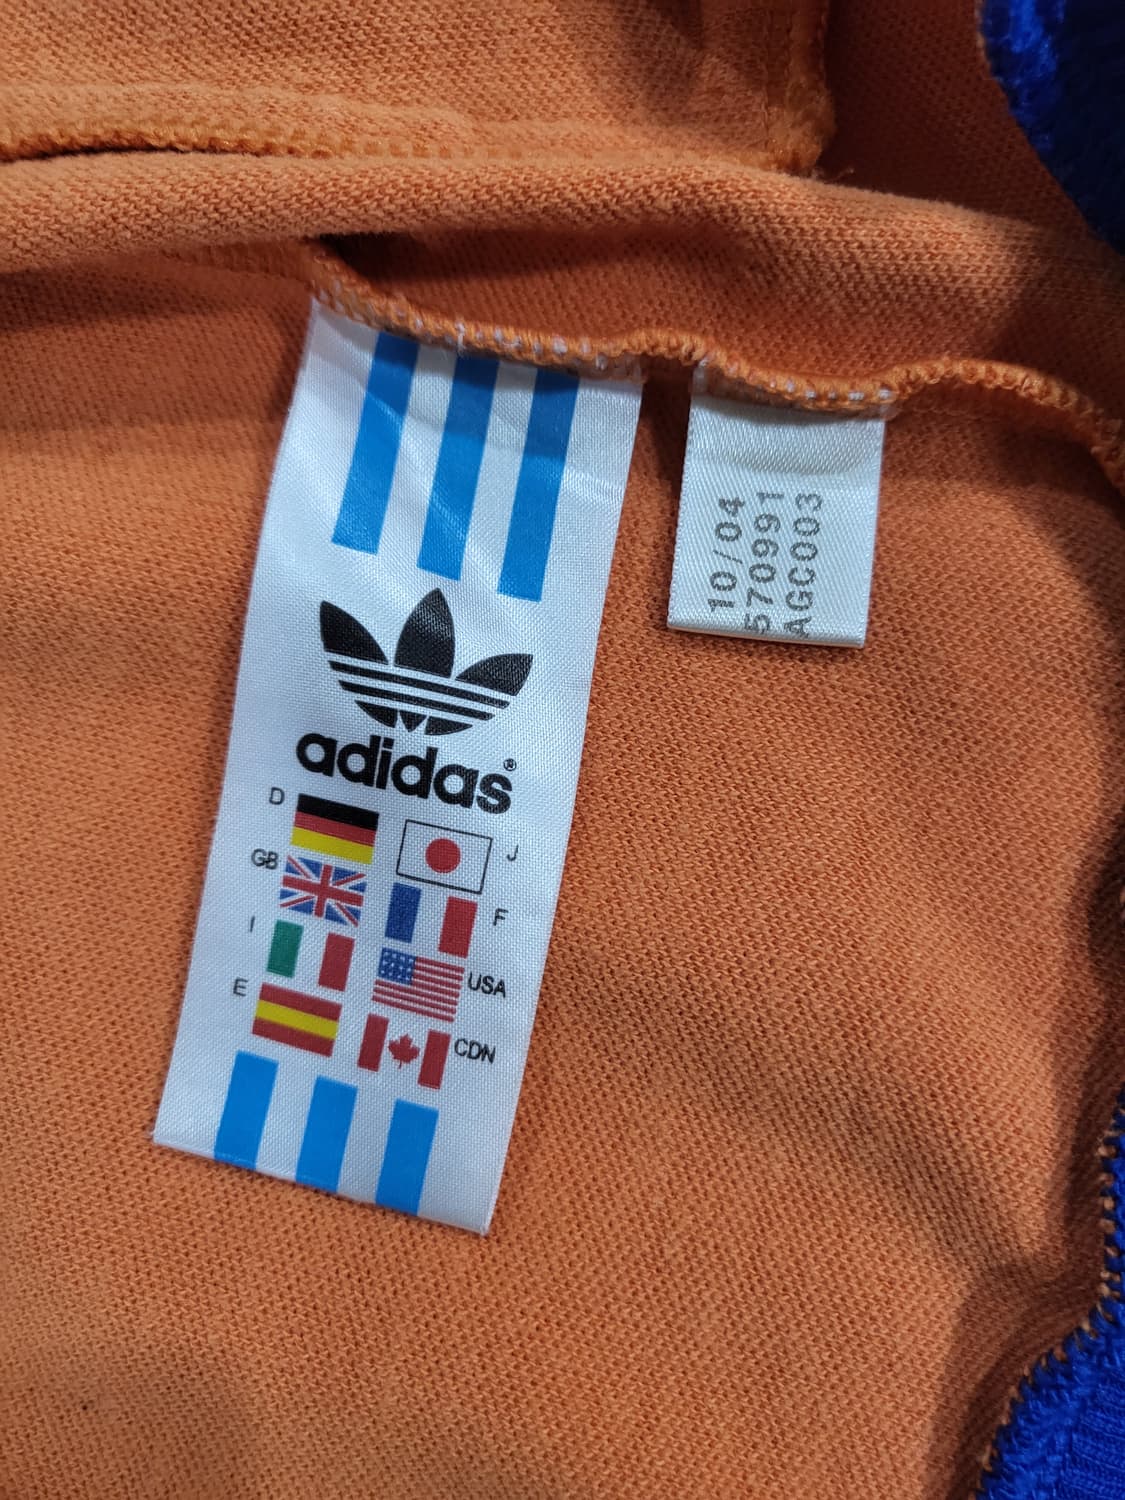 adidas®
D
J
GB
F
I
USA
E
CDN
10/04
570991
AGC003